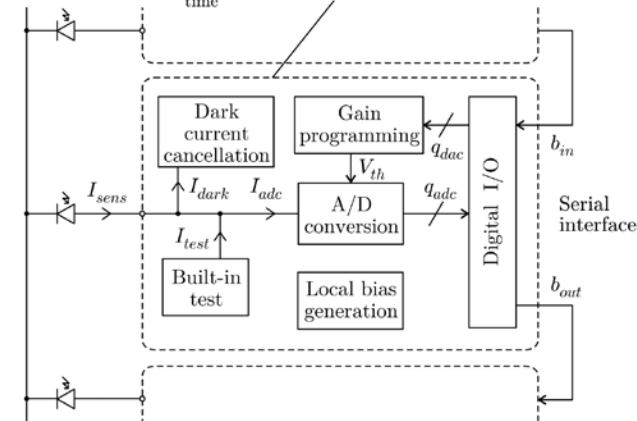 time
Dark
current
cancellation
Gain
programming
q_dac
b_in
V_th
I_sens
I_dark
I_adc
A/D
conversion
q_adc
Digital I/O
Serial
interface
I_test
Built-in
test
Local bias
generation
b_out